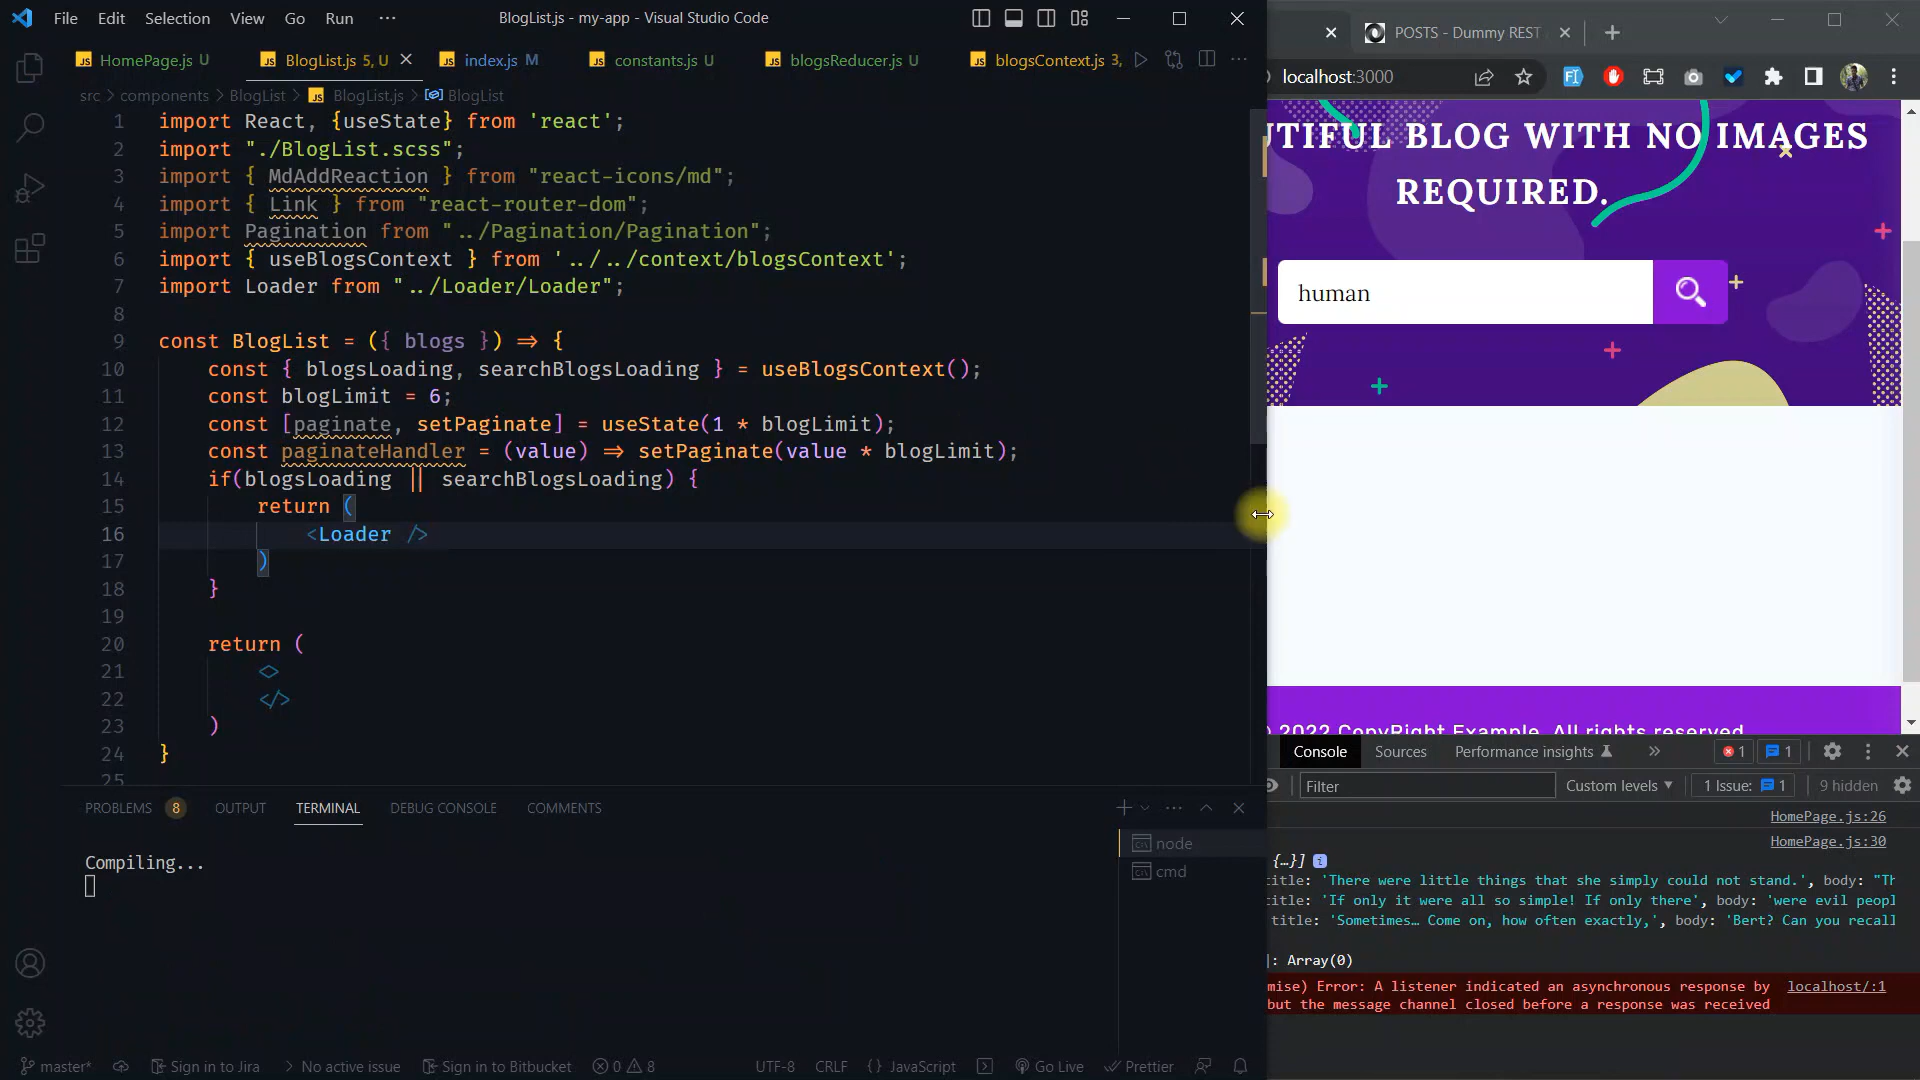 File Edit Selection View Go Run ··· BlogList.js - my-app - Visual Studio Code
HomePage.js U BlogList.js 5, U index.js M constants.js U blogsReducer.js U blogsContext.js 3,
src > components > BlogList > BlogList.js > BlogList
1 import React, {useState} from 'react';
2 import "./BlogList.scss";
3 import { MdAddReaction } from "react-icons/md";
4 import { Link } from "react-router-dom";
5 import Pagination from "../Pagination/Pagination";
6 import { useBlogsContext } from '../../context/blogsContext';
7 import Loader from "../Loader/Loader";
8
9 const BlogList = ({ blogs }) => {
10 const { blogsLoading, searchBlogsLoading } = useBlogsContext();
11 const blogLimit = 6;
12 const [paginate, setPaginate] = useState(1 * blogLimit);
13 const paginateHandler = (value) => setPaginate(value * blogLimit);
14 if(blogsLoading || searchBlogsLoading) {
15 return (
16 <Loader />
17 )
18 }
19
20 return (
21 <>
22 </>
23 )
24 }
25
PROBLEMS 8 OUTPUT TERMINAL DEBUG CONSOLE COMMENTS
Compiling...
node
cmd
master* Sign in to Jira No active issue Sign in to Bitbucket 0 8 UTF-8 CRLF { } JavaScript Go Live Prettier
POSTS - Dummy REST
localhost:3000
UTIFUL BLOG WITH NO IMAGES
REQUIRED.
human
2022 CopyRight Example. All rights reserved
Console Sources Performance insights 1 1
Filter Custom levels 1 Issue: 1 9 hidden
HomePage.js:26
HomePage.js:30
{…}]
title: 'There were little things that she simply could not stand.', body: "Th
title: 'If only it were all so simple! If only there', body: 'were evil peopl
title: 'Sometimes… Come on, how often exactly,', body: 'Bert? Can you recall
]: Array(0)
mise) Error: A listener indicated an asynchronous response by localhost/:1
but the message channel closed before a response was received